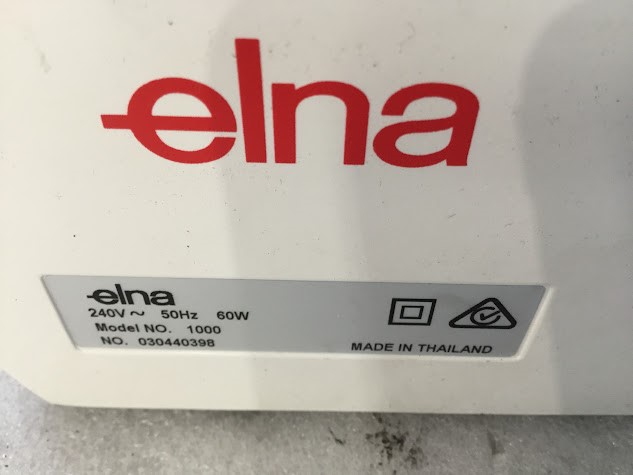 elna
elna
240V ~ 50Hz 60W
Model NO. 1000
NO. 030440398
MADE IN THAILAND